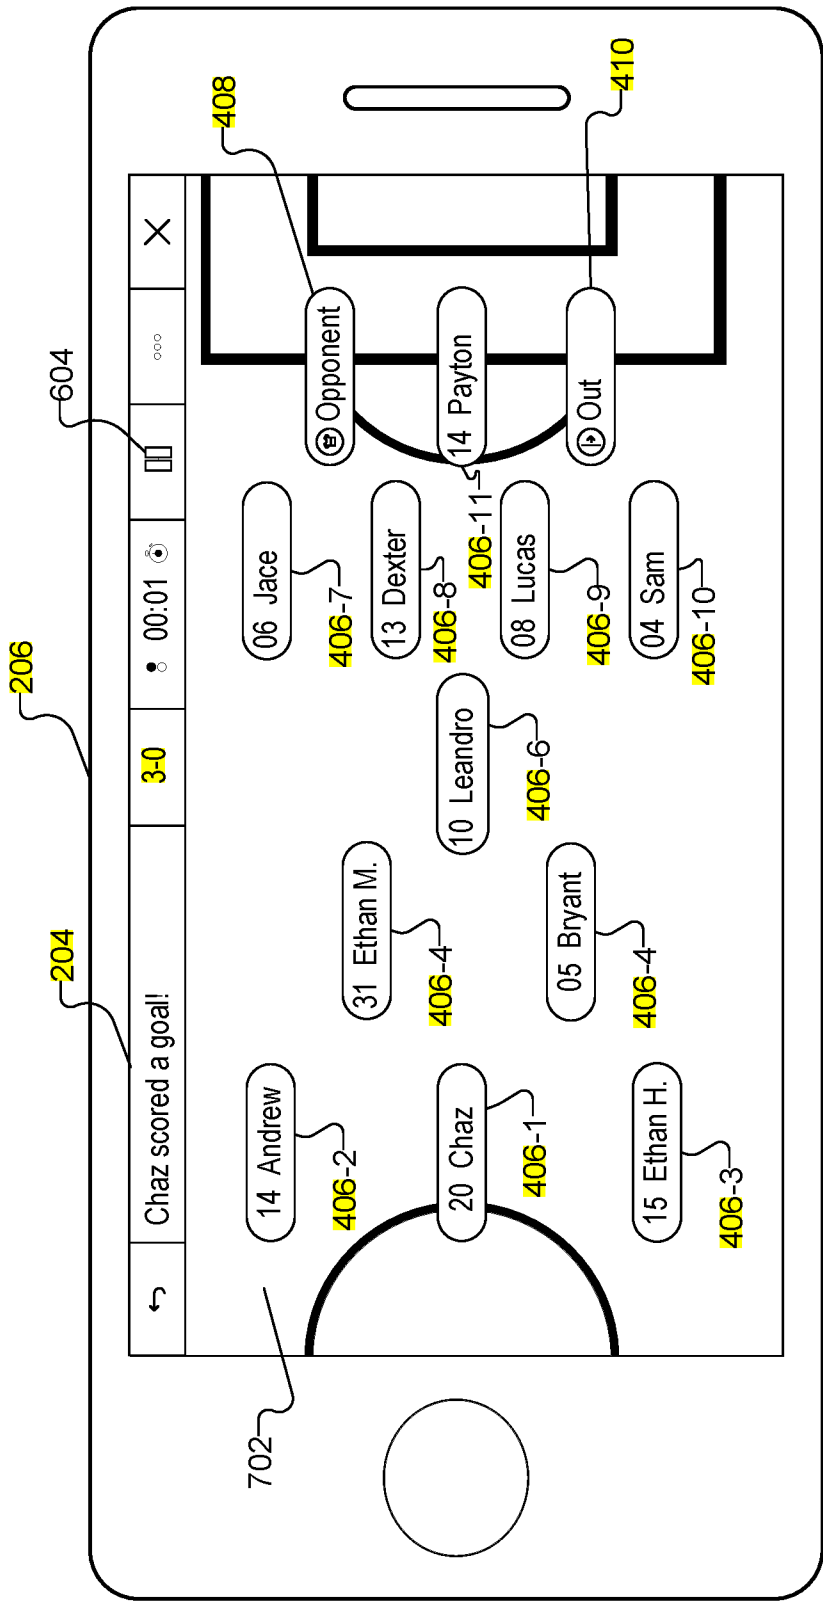 206
204
604
Chaz scored a goal!
3-0
00:01
408
702
14 Andrew
06 Jace
Opponent
406-2
406-7
31 Ethan M.
13 Dexter
406-4
406-8
20 Chaz
10 Leandro
14 Payton
406-11
08 Lucas
406-1
406-6
05 Bryant
Out
406-9
410
406-4
15 Ethan H.
04 Sam
406-10
406-3